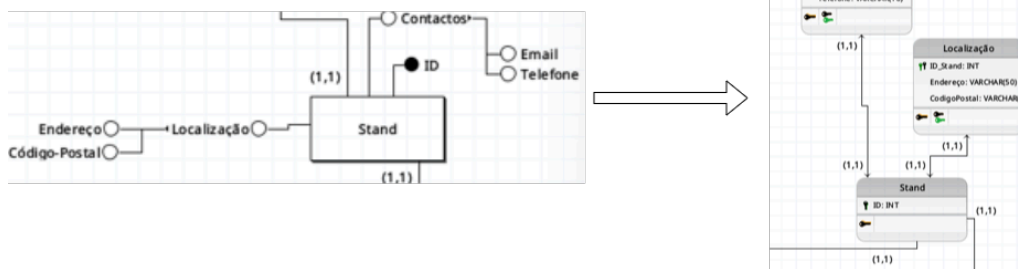 Contactos
Email
Telefone
ID
(1,1)
Endereço
Localização
Código-Postal
Stand
(1,1)
(1,1)
Localização
ID_Stand: INT
Endereço: VARCHAR(50)
CodigoPostal: VARCHAR(
(1,1)
(1,1)
(1,1)
Stand
ID: INT
(1,1)
(1,1)